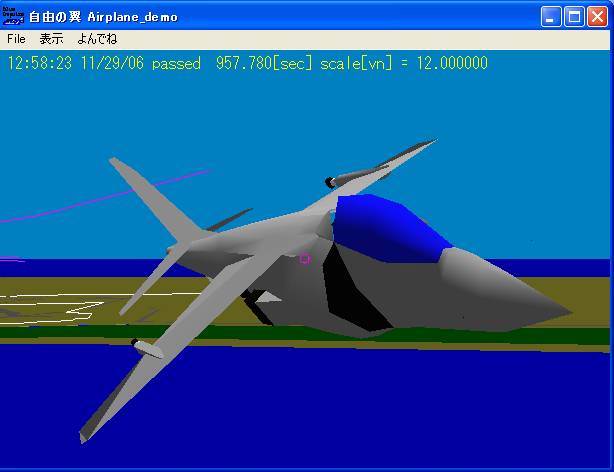 自由の翼 Airplane_demo
File 表示 よんでね
12:58:23 11/29/06 passed 957.780[sec] scale[vn] = 12.000000